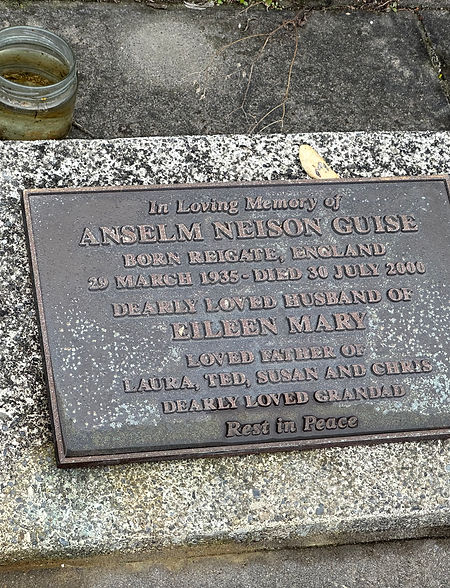 In Loving Memory of
ANSELM NEISON GUISE
BORN REIGATE, ENGLAND
29 MARCH 1935 - DIED 30 JULY 2000
DEARLY LOVED HUSBAND OF
EILEEN MARY
LOVED FATHER OF
LAURA, TED, SUSAN AND CHRIS
DEARLY LOVED GRANDAD
Rest in Peace